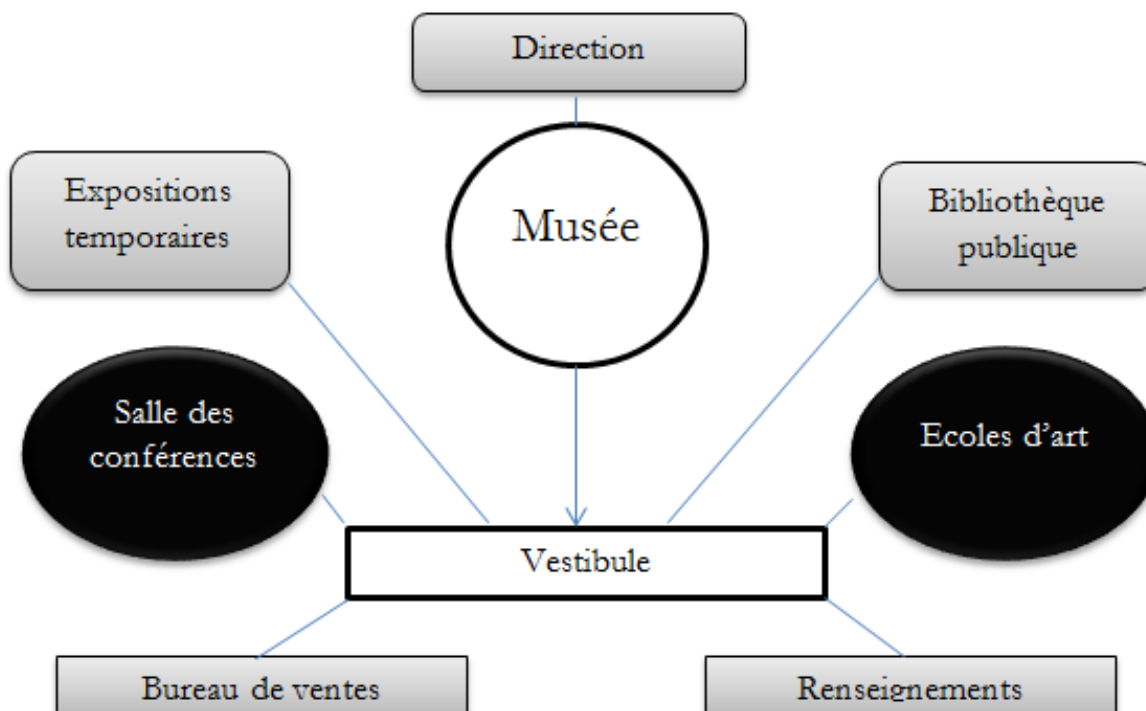 Direction
Expositions
temporaires
Musée
Bibliothèque
publique
Salle des
conférences
Ecoles d’art
Vestibule
Bureau de ventes
Renseignements